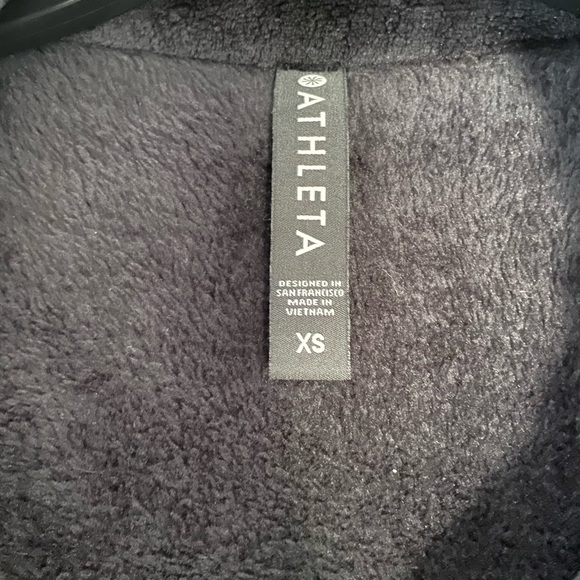 ATHLETA
DESIGNED IN
SAN FRANCISCO
MADE IN
VIETNAM
XS